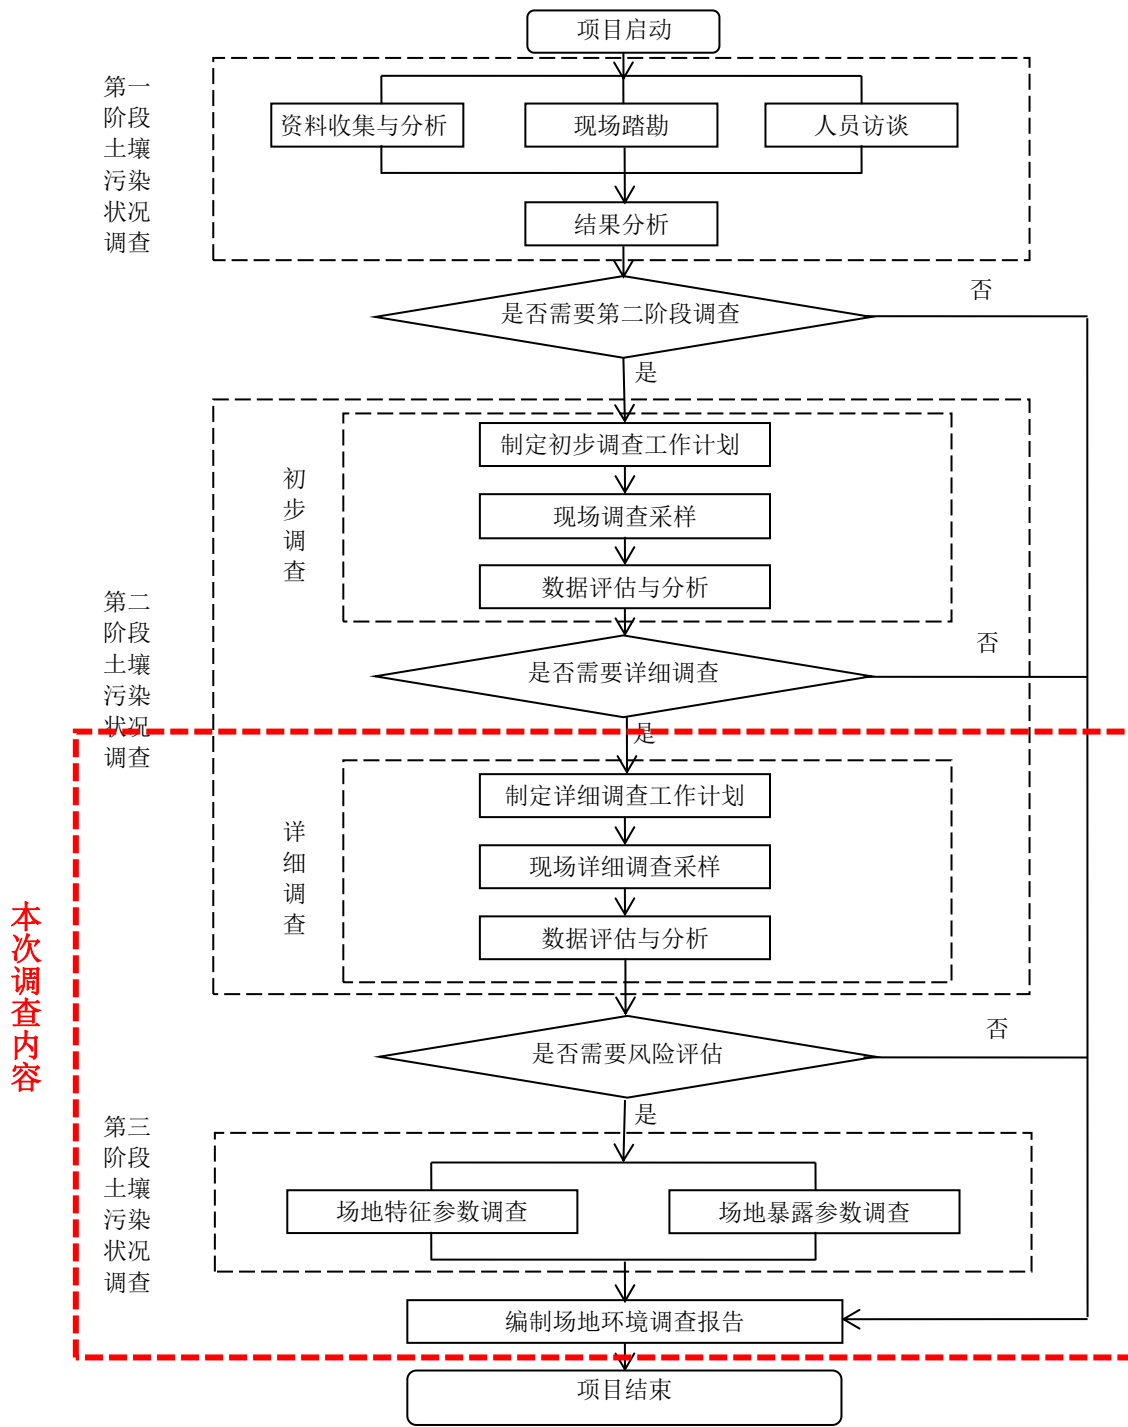 项目启动
第一
阶段
土壤
污染
状况
调查
资料收集与分析
现场踏勘
人员访谈
结果分析
是否需要第二阶段调查
否
是
第二
阶段
土壤
污染
状况
调查
初
步
调
查
制定初步调查工作计划
现场调查采样
数据评估与分析
是否需要详细调查
否
是
详
细
调
查
制定详细调查工作计划
现场详细调查采样
数据评估与分析
本
次
调
查
内
容
是否需要风险评估
否
是
第三
阶段
土壤
污染
状况
调查
场地特征参数调查
场地暴露参数调查
编制场地环境调查报告
项目结束